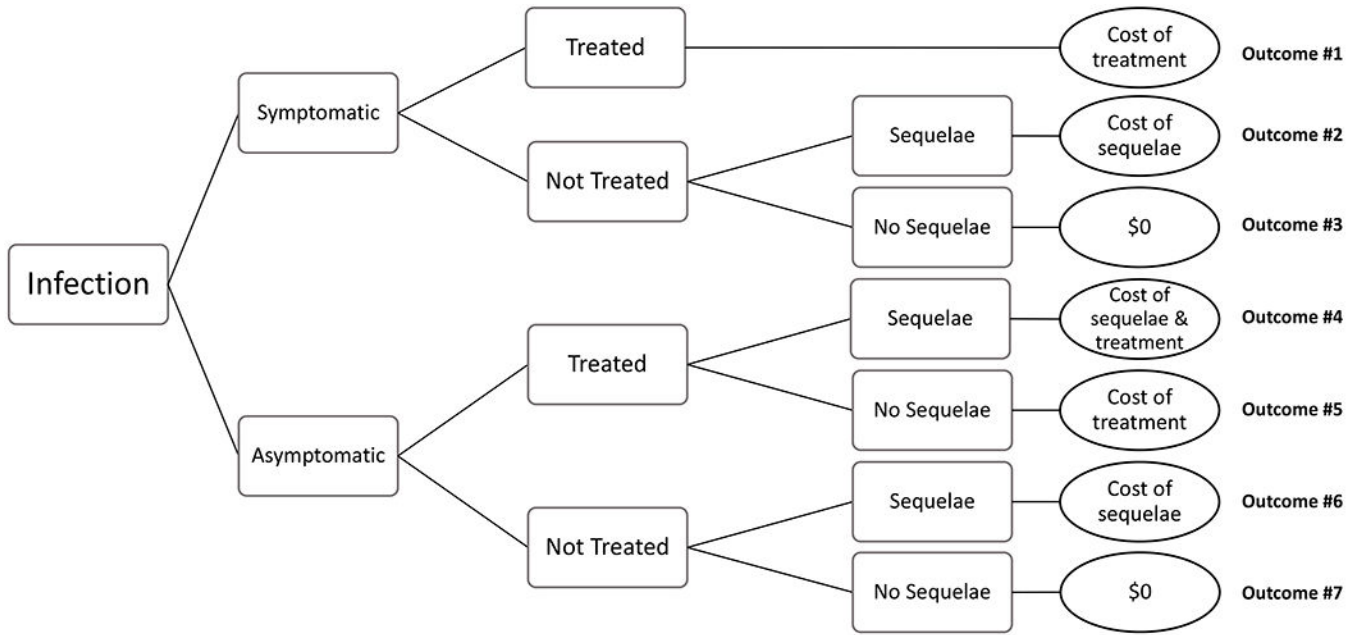 Treated
Cost of
treatment
Outcome #1
Symptomatic
Sequelae
Cost of
sequelae
Outcome #2
Not Treated
No Sequelae
$0
Outcome #3
Infection
Sequelae
Cost of
sequelae &
treatment
Outcome #4
Treated
No Sequelae
Cost of
treatment
Outcome #5
Asymptomatic
Sequelae
Cost of
sequelae
Outcome #6
Not Treated
No Sequelae
$0
Outcome #7